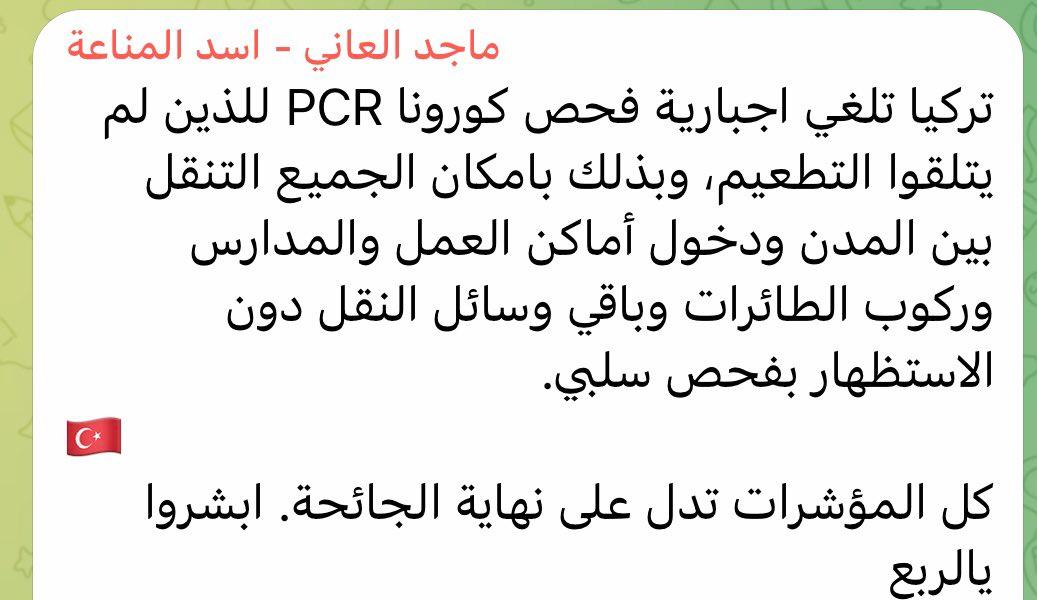 ماجد العاني - اسد المناعة
تركيا تلغي اجبارية فحص كورونا PCR للذين لم
يتلقوا التطعيم، وبذلك بامكان الجميع التنقل
بين المدن ودخول أماكن العمل والمدارس
وركوب الطائرات وباقي وسائل النقل دون
الاستظهار بفحص سلبي.
🇹🇷
كل المؤشرات تدل على نهاية الجائحة. ابشروا
يالربع